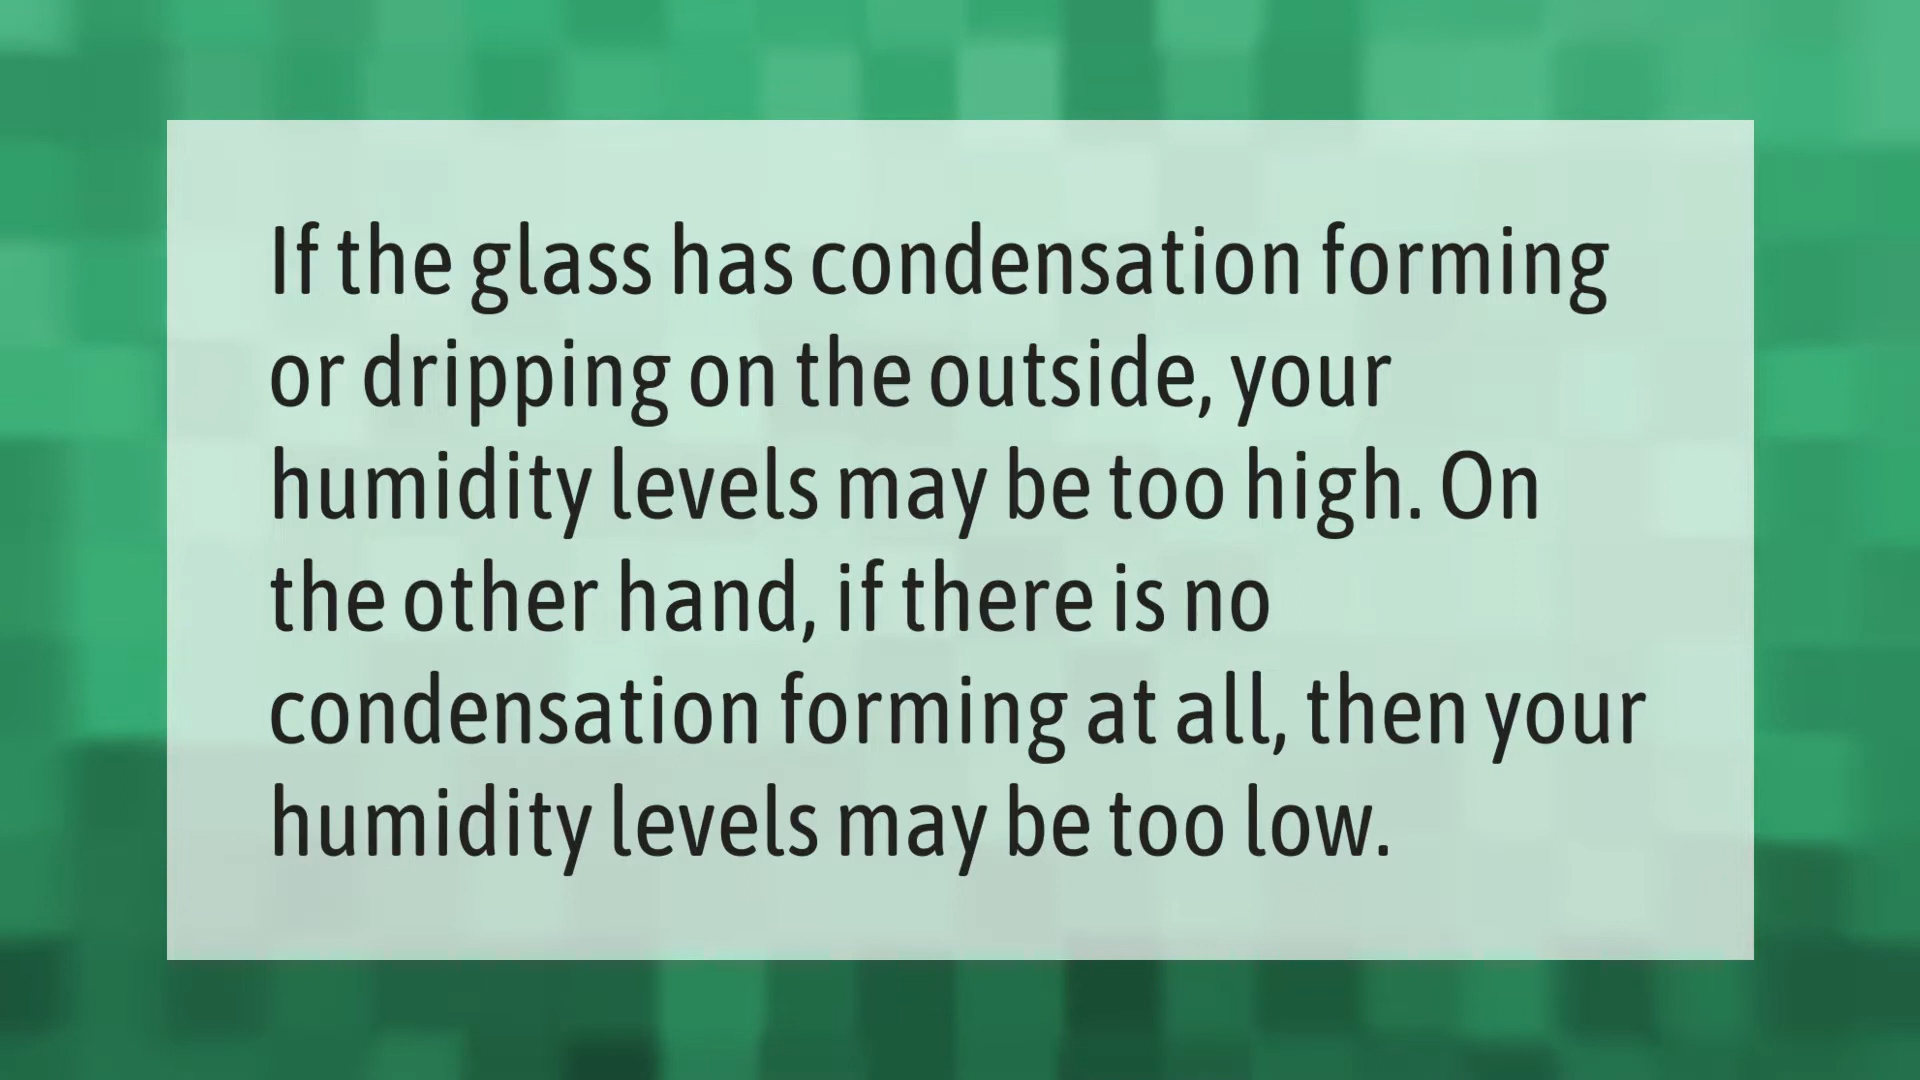 If the glass has condensation forming
or dripping on the outside, your
humidity levels may be too high. On
the other hand, if there is no
condensation forming at all, then your
humidity levels may be too low.